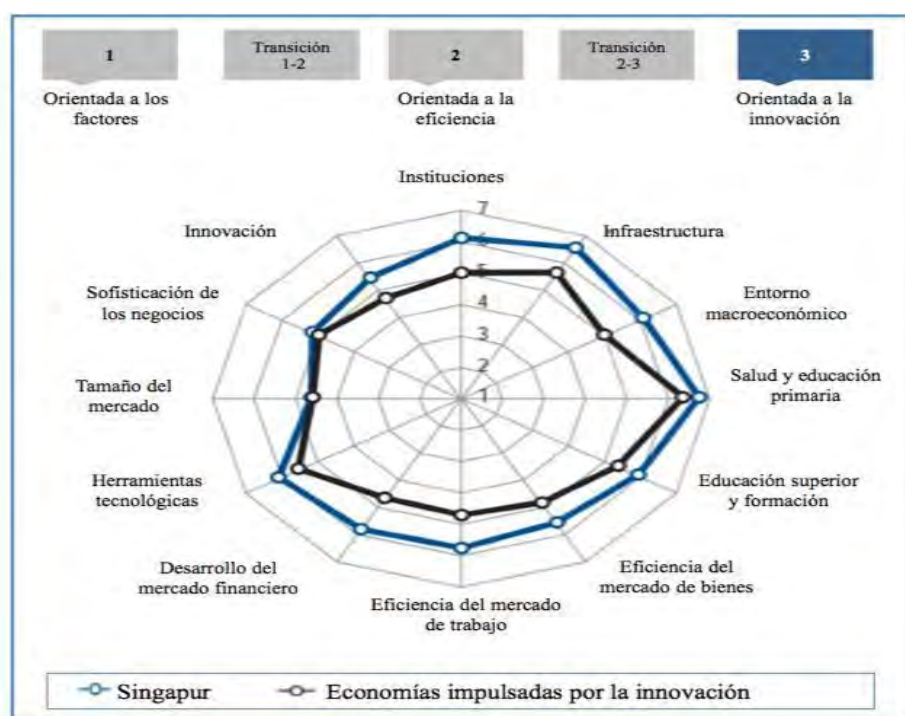 1
Transición
1-2
2
Transición
2-3
3
Orientada a los
factores
Orientada a la
eficiencia
Orientada a la
innovación
Instituciones
Infraestructura
Entorno
macroeconómico
Salud y educación
primaria
Educación superior
y formación
Eficiencia del
mercado de bienes
Eficiencia del mercado
de trabajo
Desarrollo del
mercado financiero
Herramientas
tecnológicas
Tamaño del
mercado
Sofisticación de
los negocios
Innovación
7
6
5
4
3
2
1
Singapur
Economías impulsadas por la innovación